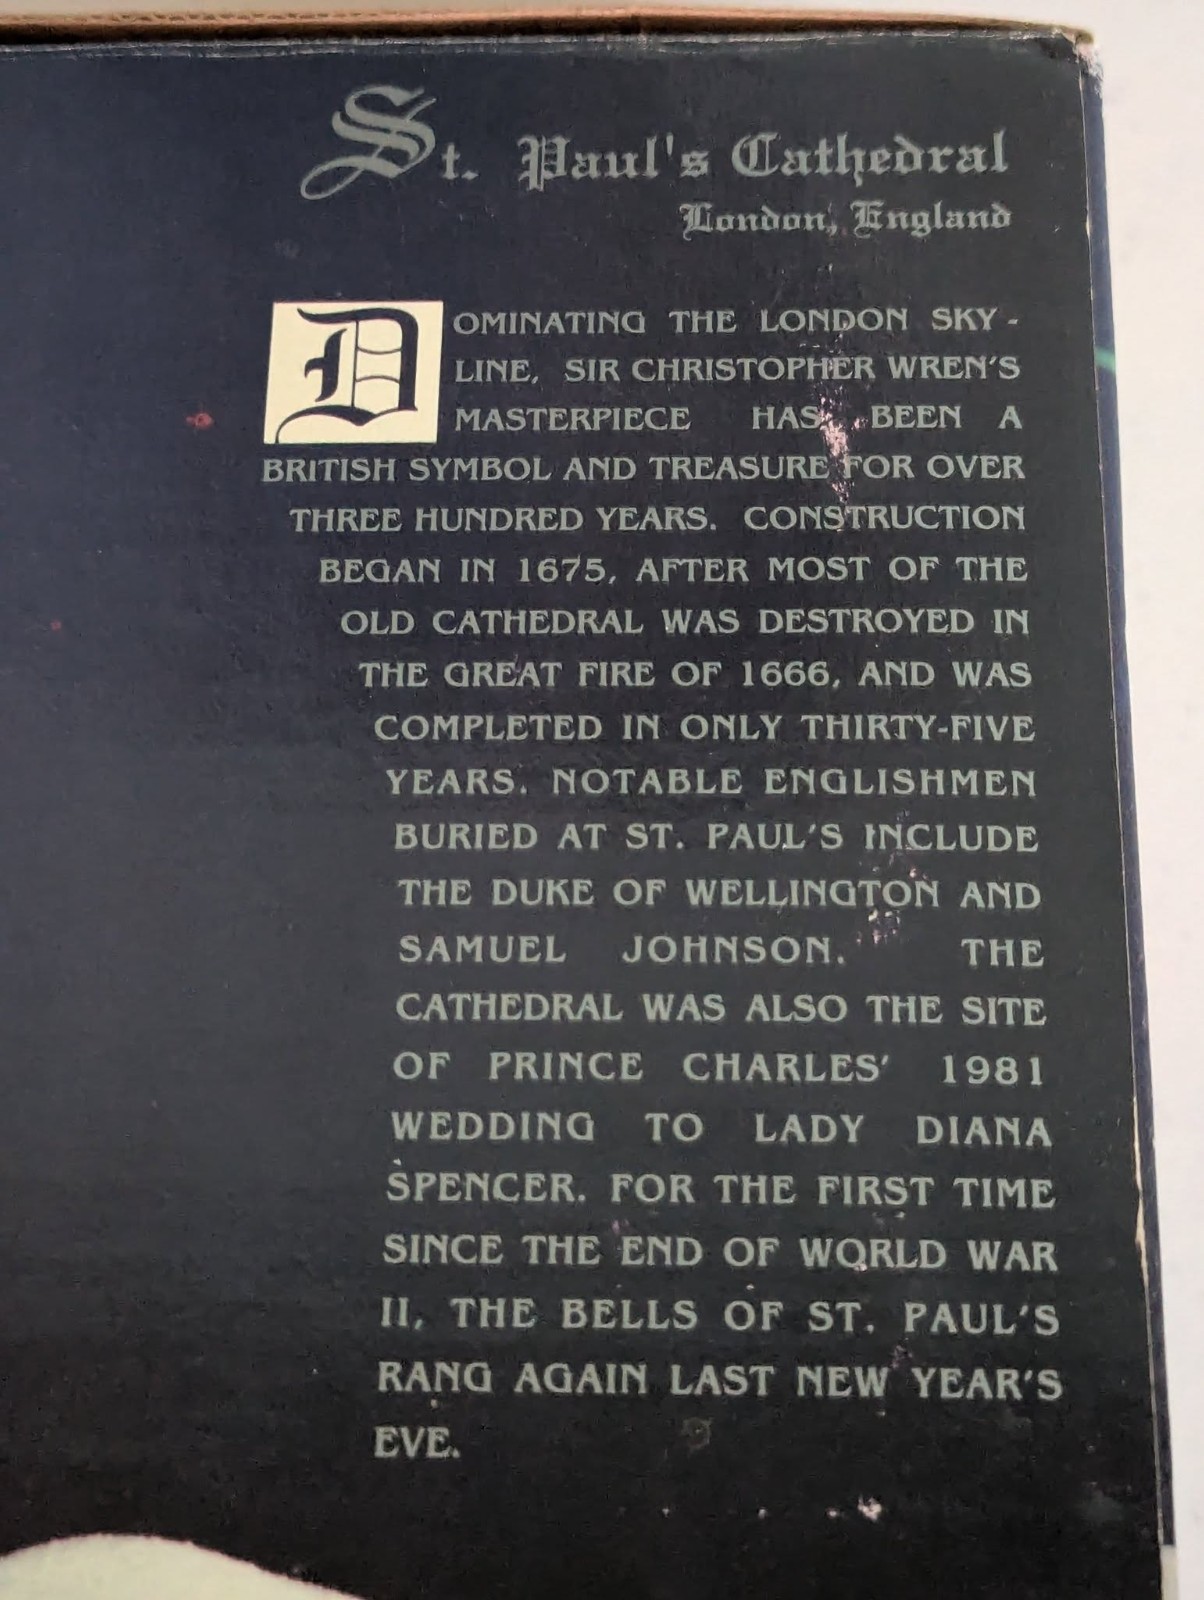 St. Paul's Cathedral
London, England
DOMINATING THE LONDON SKY-
LINE, SIR CHRISTOPHER WREN'S
MASTERPIECE HAS BEEN A
BRITISH SYMBOL AND TREASURE FOR OVER
THREE HUNDRED YEARS. CONSTRUCTION
BEGAN IN 1675, AFTER MOST OF THE
OLD CATHEDRAL WAS DESTROYED IN
THE GREAT FIRE OF 1666, AND WAS
COMPLETED IN ONLY THIRTY-FIVE
YEARS. NOTABLE ENGLISHMEN
BURIED AT ST. PAUL'S INCLUDE
THE DUKE OF WELLINGTON AND
SAMUEL JOHNSON. THE
CATHEDRAL WAS ALSO THE SITE
OF PRINCE CHARLES' 1981
WEDDING TO LADY DIANA
SPENCER. FOR THE FIRST TIME
SINCE THE END OF WORLD WAR
II, THE BELLS OF ST. PAUL'S
RANG AGAIN LAST NEW YEAR'S
EVE.